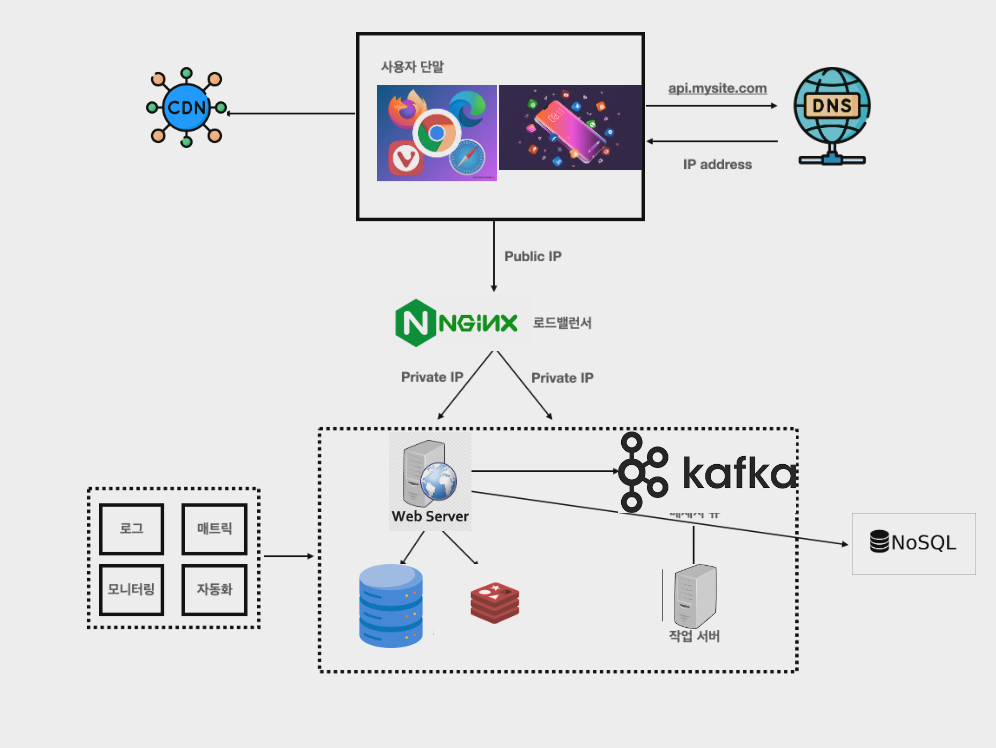 사용자 단말
CDN
api.mysite.com
DNS
IP address
Public IP
NGINX
로드밸런서
Private IP
Private IP
kafka
Web Server
로그
매트릭
모니터링
자동화
NoSQL
작업 서버